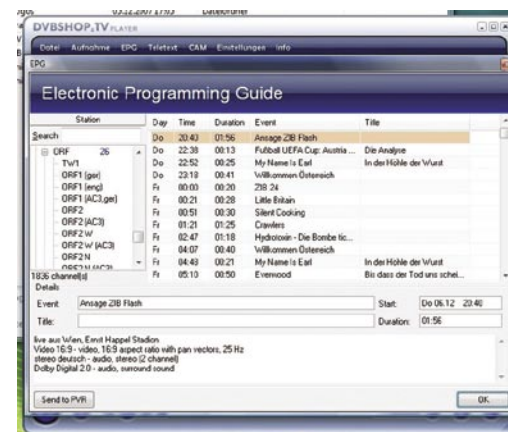 03.12.2007 17:03 Dateiordner
DVBSHOP,TV PLAYER
Datei Aufnahme EPG Teletext CAM Einstellungen Info
EPG
Electronic Programming Guide
Station Day Time Duration Event Title
Search
Do 20:40 01:56 Ansage ZIB Flash
ORF 26 Do 22:38 00:13 Fußball UEFA Cup: Austria ... Die Analyse
TW1 Do 22:52 00:25 My Name Is Earl In der Höhle der Wurst
ORF1 (ger) Do 23:18 00:41 Willkommen Österreich
ORF1 (eng) Fr 00:00 00:20 ZIB 24
ORF1 (AC3,ger) Fr 00:21 00:28 Little Britain
ORF2 Fr 00:51 00:30 Silent Cooking
ORF2 (AC3) Fr 01:21 01:25 Crawlers
ORF2 W Fr 02:47 01:18 Hydrotoxin - Die Bombe tic...
ORF2 W (AC3) Fr 04:07 00:40 Willkommen Österreich
ORF2 N Fr 04:48 00:21 My Name Is Earl In der Höhle der Wurst
ORF2 N (AC3) Fr 05:10 00:50 Everwood Bis dass der Tod uns schei...
1836 channel(s)
Details
Event: Ansage ZIB Flash Start: Do 06.12 20:40
Title: Duration: 01:56
live aus Wien, Ernst Happel Stadion
Video 16:9 - video, 16:9 aspect ratio with pan vectors, 25 Hz
stereo deutsch - audio, stereo (2 channel)
Dolby Digital 2.0 - audio, surround sound
Send to PVR OK